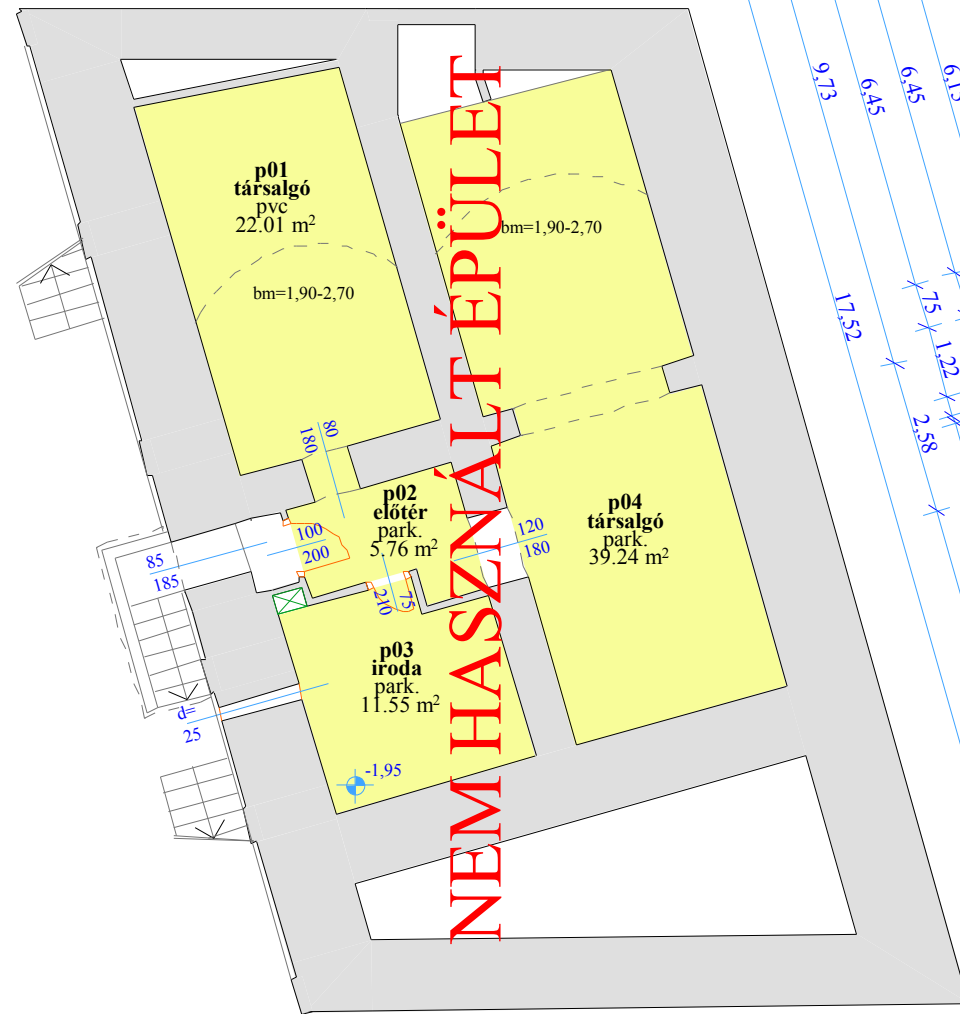 p01
társalgó
pvc
22.01 m²
bm=1,90-2,70
bm=1,90-2,70
NEM HASZNÁLT ÉPÜLET
80
180
p02
előtér
park.
5.76 m²
100
200
120
180
85
185
210
75
p04
társalgó
park.
39.24 m²
p03
iroda
park.
11.55 m²
d=
25
-1,95
9,73
6,45
6,45
17,52
75
1,22
2,58